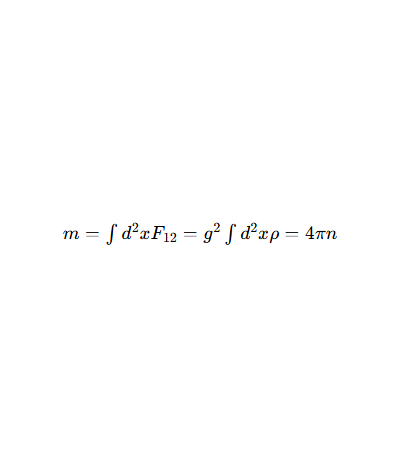 m = ∫ d²xF₁₂ = g² ∫ d²xρ = 4πn